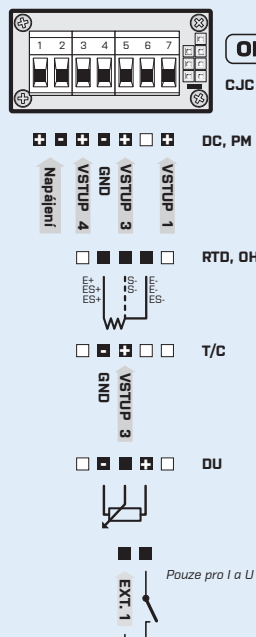 1 2 3 4 5 6 7
CJC
DC, PM
Napájení
VSTUP 4
GND
VSTUP 3
VSTUP 1
RTD, OH
E+ S- E-
ES+ S- E-
ES+ ES-
T/C
GND
VSTUP 3
DU
Pouze pro I a U
EXT. 1